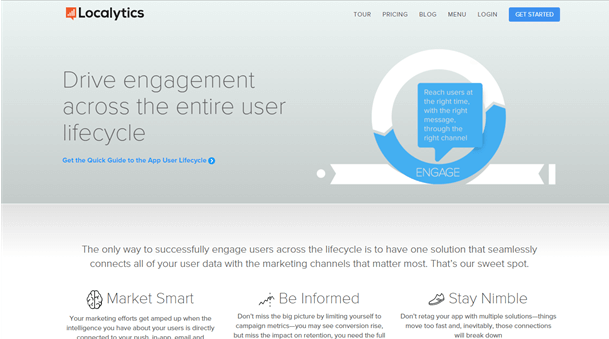 Localytics
TOUR PRICING BLOG MENU LOGIN GET STARTED
Drive engagement
across the entire user
lifecycle
Get the Quick Guide to the App User Lifecycle
Reach users at
the right time,
with the right
message,
through the
right channel
ENGAGE
The only way to successfully engage users across the lifecycle is to have one solution that seamlessly
connects all of your user data with the marketing channels that matter most. That's our sweet spot.
Market Smart
Your marketing efforts get amped up when the
intelligence you have about your users is directly
connected to your push, in-app, email and
Be Informed
Don't miss the big picture by limiting yourself to
campaign metrics—you may see conversion rise,
but miss the impact on retention, you need the full
Stay Nimble
Don't retag your app with multiple solutions—things
move too fast and, inevitably, those connections
will break down